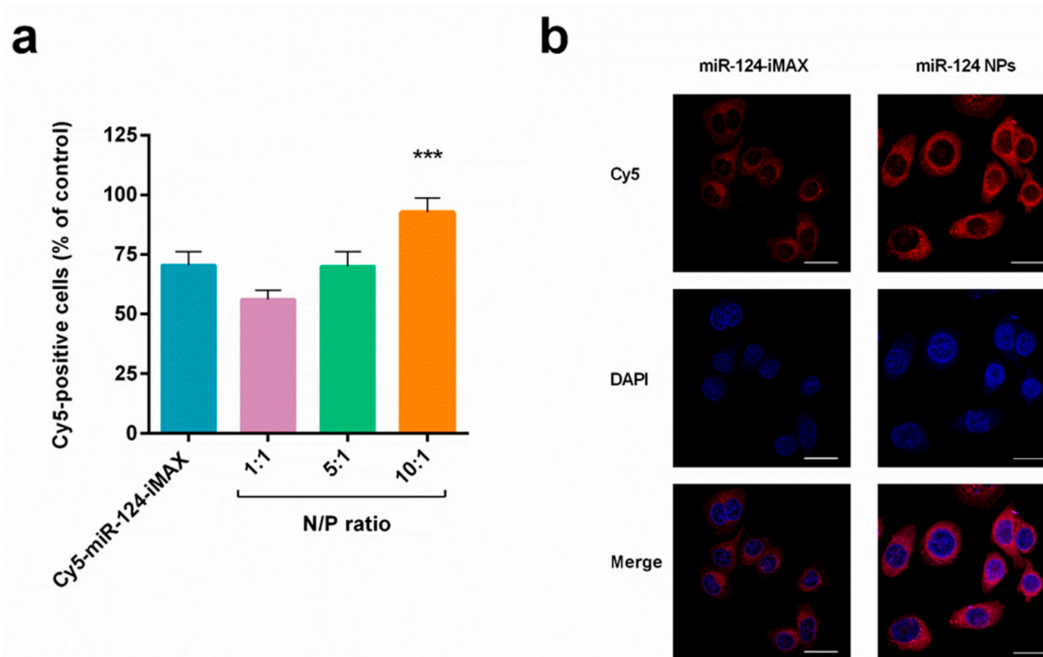 a
Cy5-positive cells (% of control)
125
100
75
50
25
0
***
Cy5-miR-124-iMAX
1:1
5:1
10:1
N/P ratio
b
miR-124-iMAX
miR-124 NPs
Cy5
DAPI
Merge